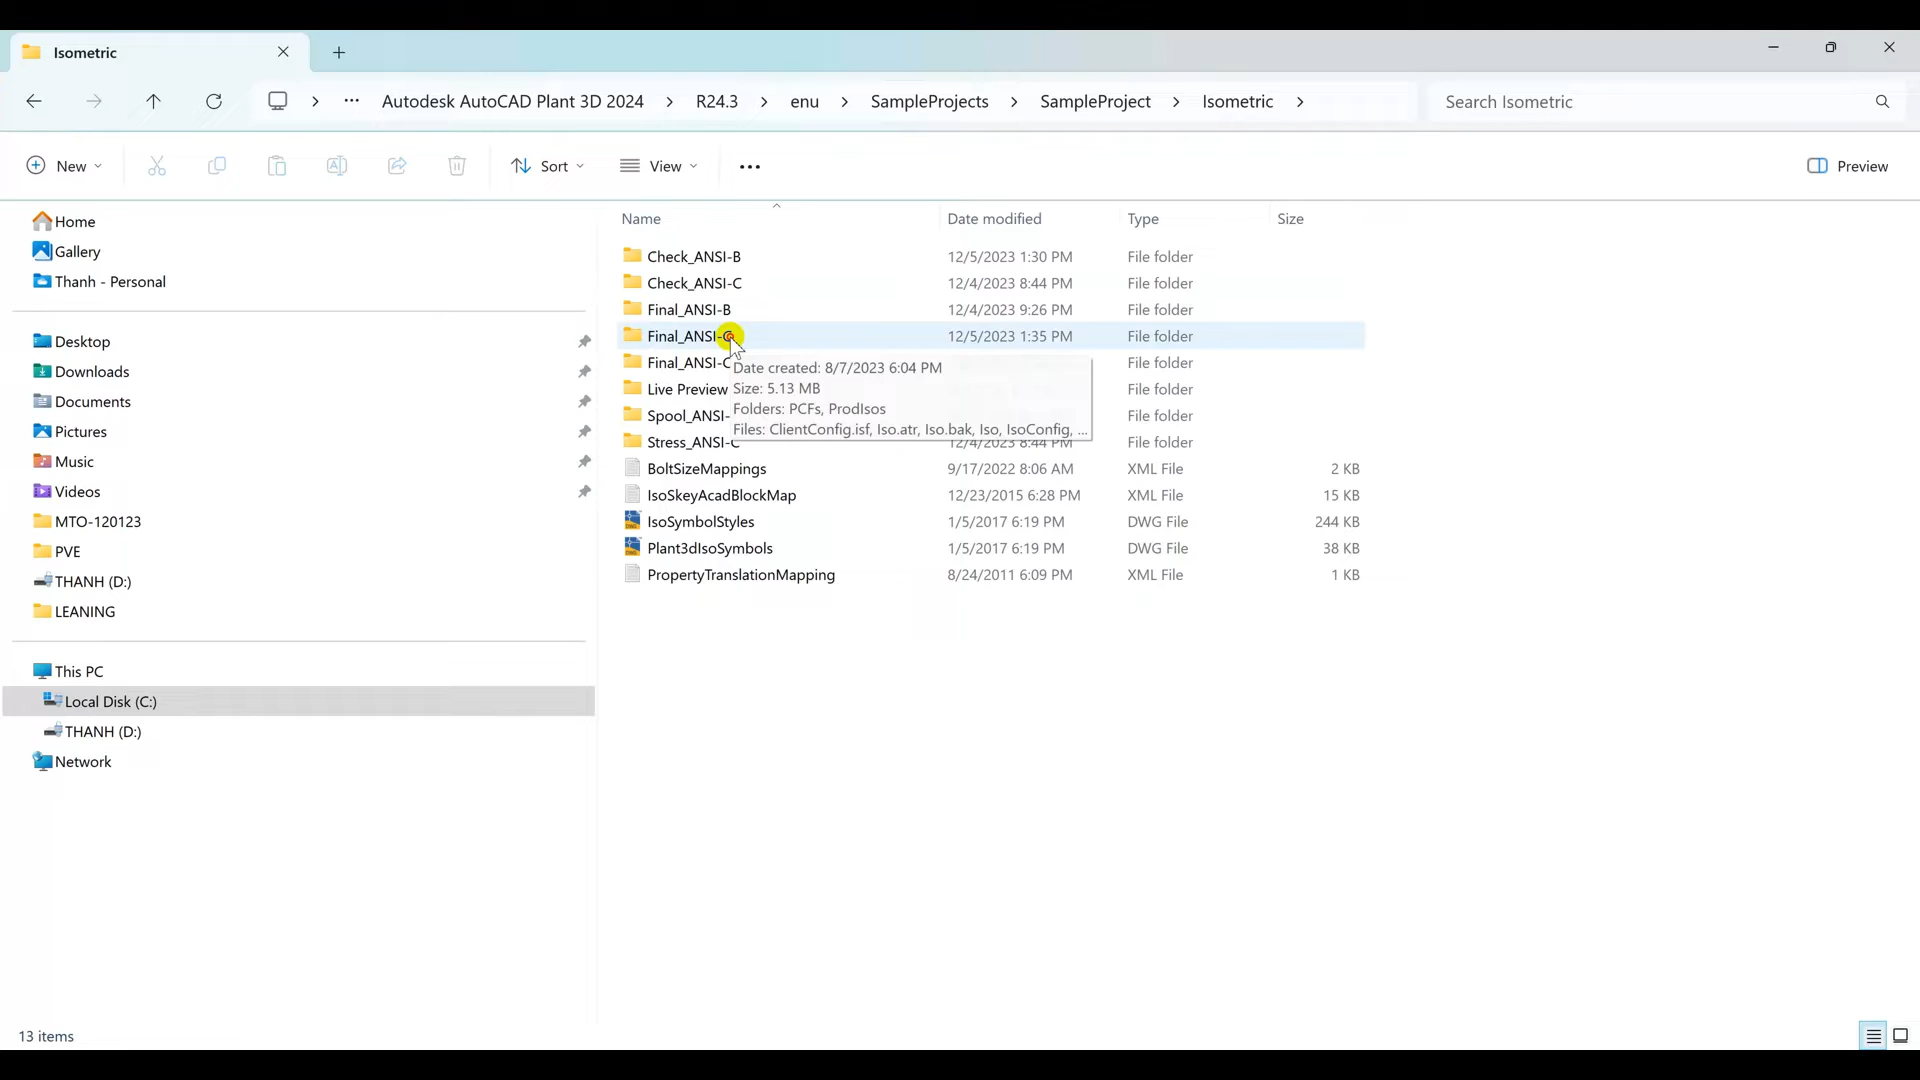 Isometric
Autodesk AutoCAD Plant 3D 2024 R24.3 enu SampleProjects SampleProject Isometric
Search Isometric
New
Sort
View
Preview
Home
Gallery
Thanh - Personal
Desktop
Downloads
Documents
Pictures
Music
Videos
MTO-120123
PVE
THANH (D:)
LEANING
This PC
Local Disk (C:)
THANH (D:)
Network
Name Date modified Type Size
Check_ANSI-B 12/5/2023 1:30 PM File folder
Check_ANSI-C 12/4/2023 8:44 PM File folder
Final_ANSI-B 12/4/2023 9:26 PM File folder
Final_ANSI-C 12/5/2023 1:35 PM File folder
Final_ANSI-C File folder
Live Preview File folder
Spool_ANSI- File folder
Stress_ANSI-C 12/4/2023 8:44 PM File folder
BoltSizeMappings 9/17/2022 8:06 AM XML File 2 KB
IsoSkeyAcadBlockMap 12/23/2015 6:28 PM XML File 15 KB
IsoSymbolStyles 1/5/2017 6:19 PM DWG File 244 KB
Plant3dIsoSymbols 1/5/2017 6:19 PM DWG File 38 KB
PropertyTranslationMapping 8/24/2011 6:09 PM XML File 1 KB
Date created: 8/7/2023 6:04 PM
Size: 5.13 MB
Folders: PCFs, ProdIsos
Files: ClientConfig.isf, Iso.atr, Iso.bak, Iso, IsoConfig, ...
13 items